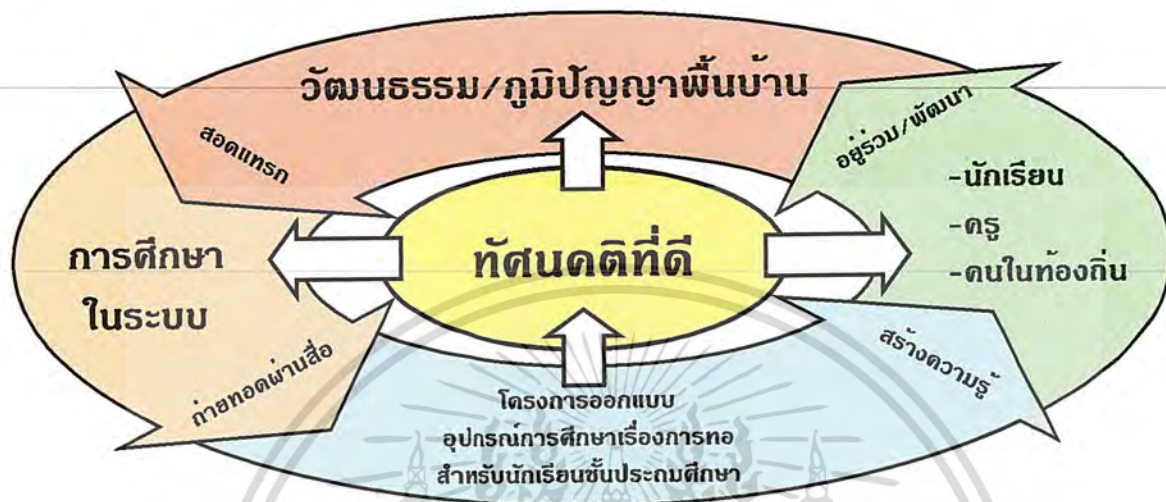 วัฒนธรรม/ภูมิปัญญาพื้นบ้าน
สอดแทรก
อยู่ร่วม/พัฒนา
-นักเรียน
-ครู
-คนในท้องถิ่น
การศึกษา
ในระบบ
ทัศนคติที่ดี
ถ่ายทอดผ่านสื่อ
สร้างความรู้
โครงการออกแบบ
อุปกรณ์การศึกษาเรื่องการทอ
สำหรับนักเรียนชั้นประถมศึกษา